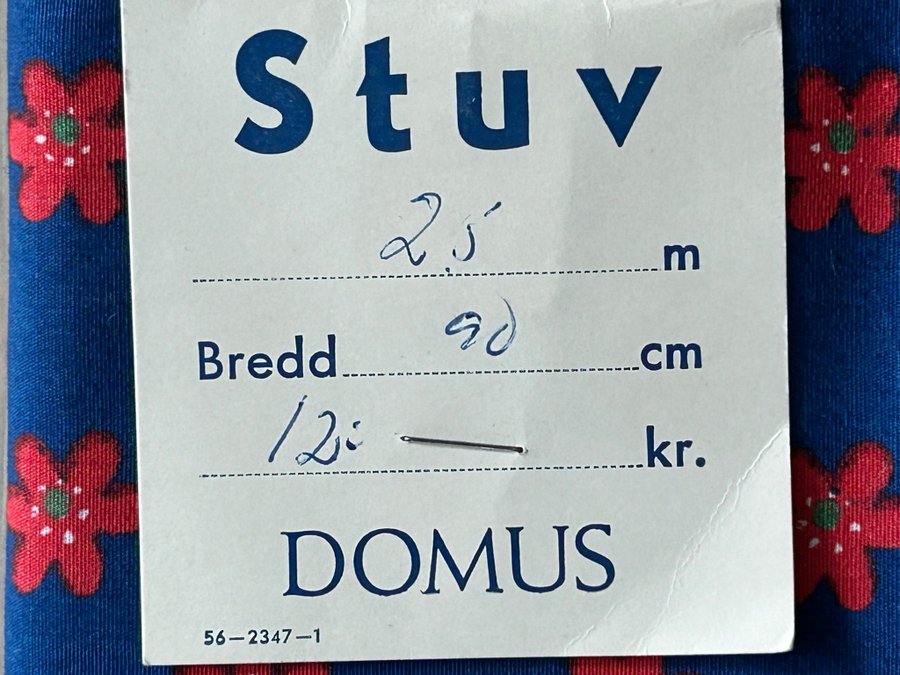 Stuv
2,5 m
Bredd 90 cm
12:- kr.
DOMUS
56-2347-1